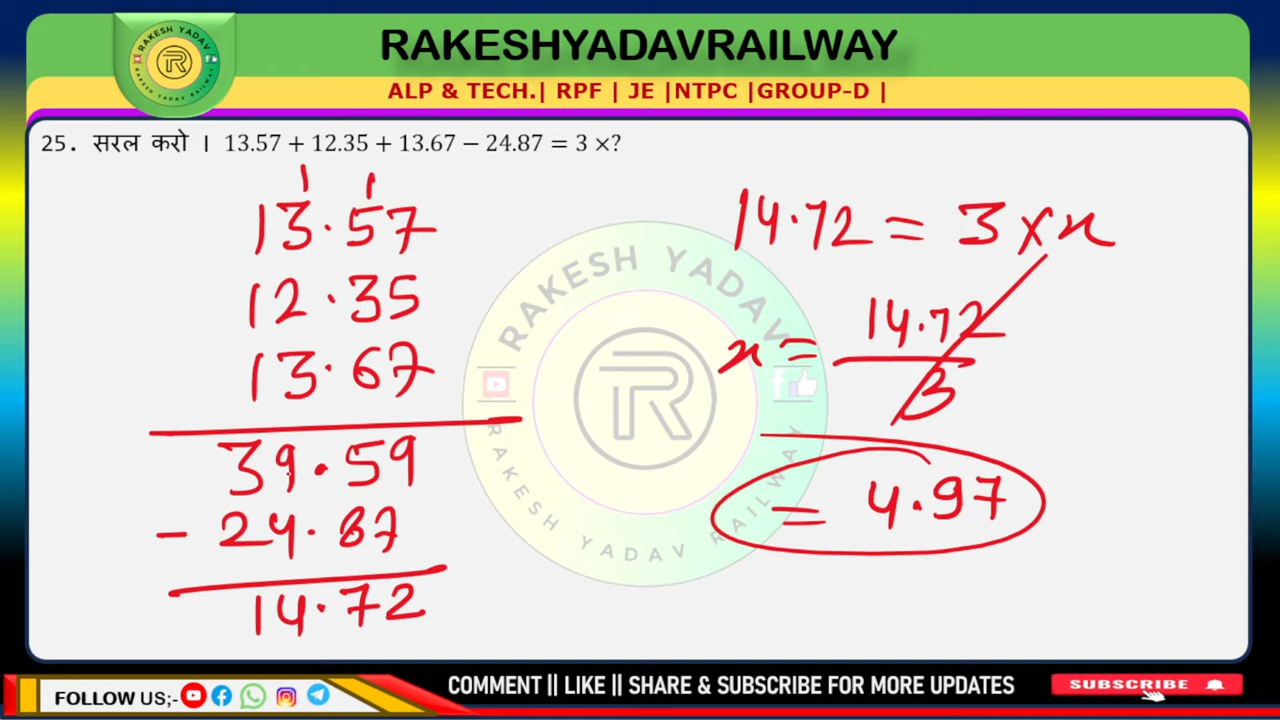 RAKESHYADAVRAILWAY
ALP & TECH.| RPF | JE |NTPC |GROUP-D |
RAKESH YADAV
RAKESH YADAV RAILWAY
25. सरल करो । 13.57 + 12.35 + 13.67 − 24.87 = 3 ×?
1 1
13.57
12.35
13.67
39.59
- 24.87
14.72
14.72 = 3 × x
x = 14.72
3
= 4.97
RAKESH YADAV
RAKESH YADAV RAILWAY
FOLLOW US;-
COMMENT || LIKE || SHARE & SUBSCRIBE FOR MORE UPDATES
SUBSCRIBE